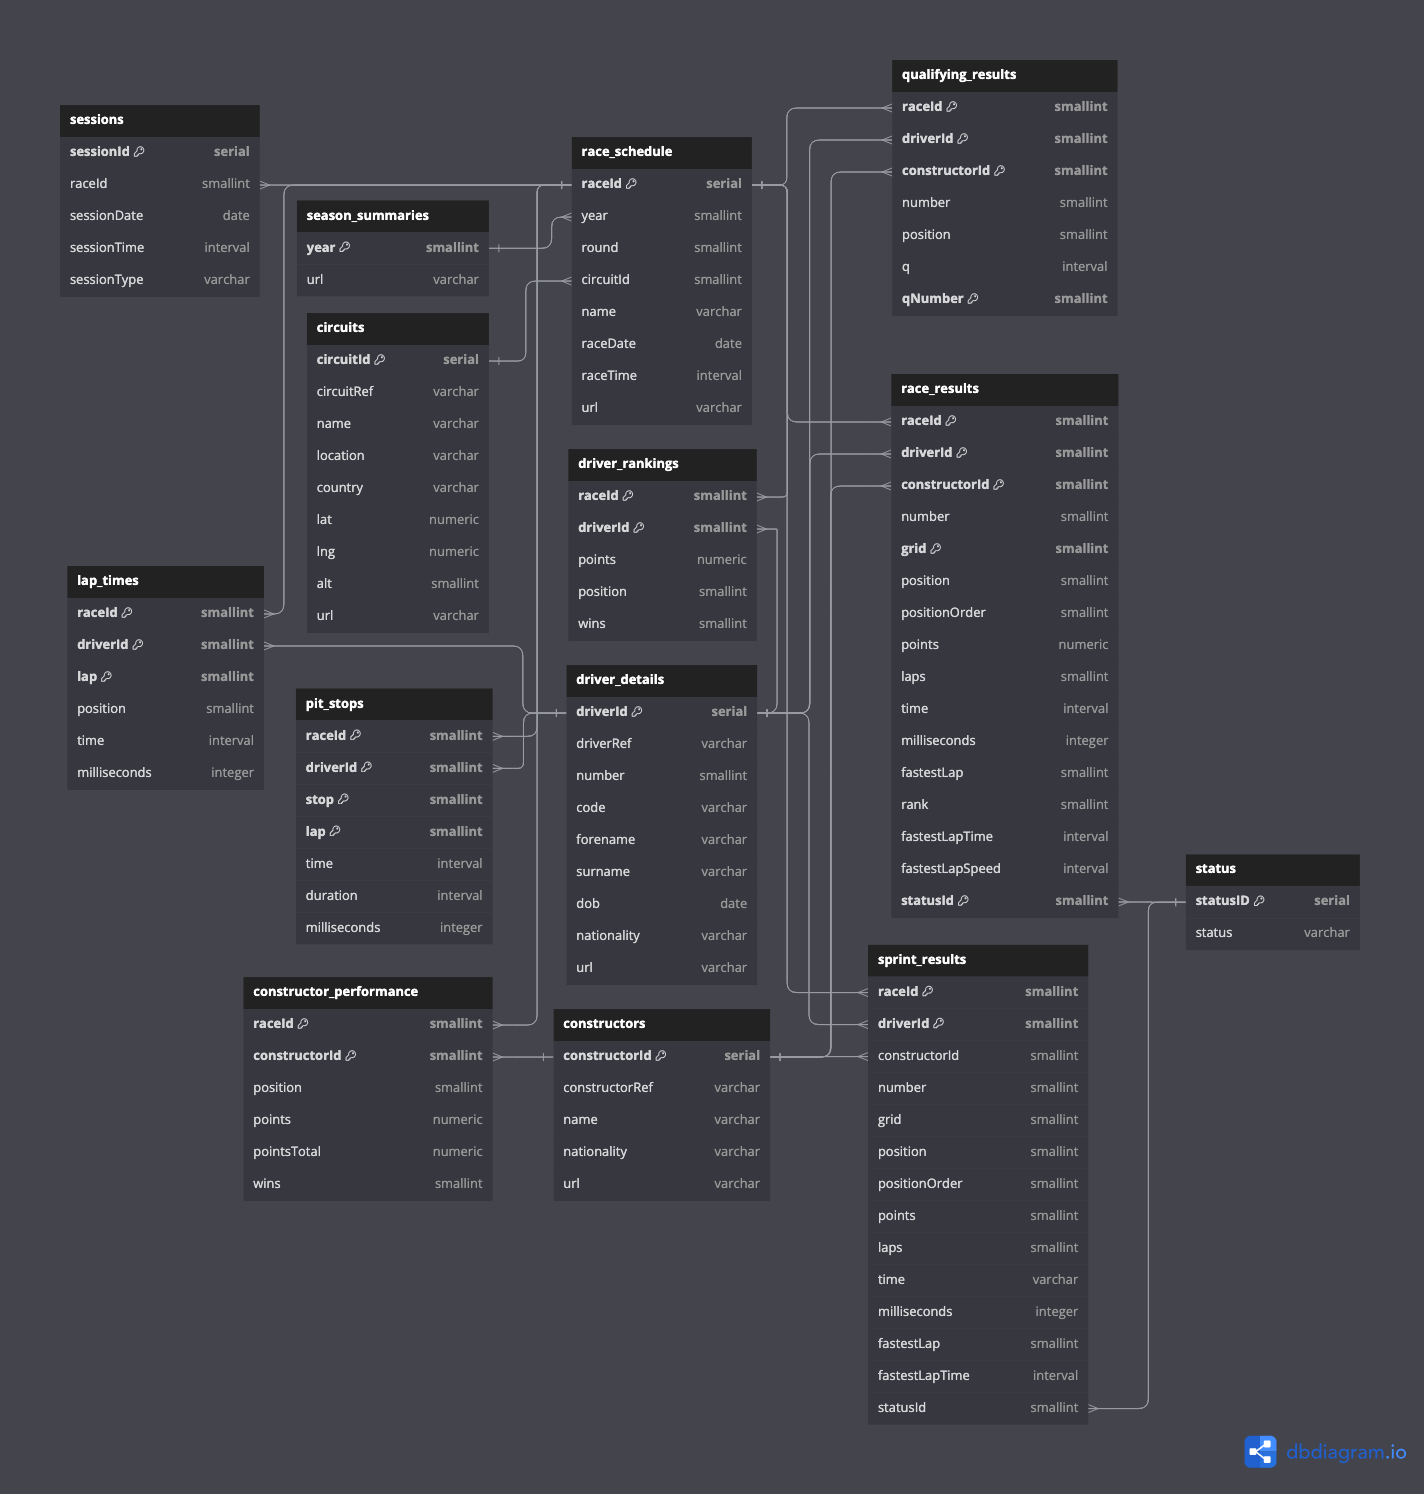 sessions
sessionId serial
raceId smallint
sessionDate date
sessionTime interval
sessionType varchar
season_summaries
year smallint
url varchar
circuits
circuitId serial
circuitRef varchar
name varchar
location varchar
country varchar
lat numeric
lng numeric
alt smallint
url varchar
lap_times
raceId smallint
driverId smallint
lap smallint
position smallint
time interval
milliseconds integer
pit_stops
raceId smallint
driverId smallint
stop smallint
lap smallint
time interval
duration interval
milliseconds integer
constructor_performance
raceId smallint
constructorId smallint
position smallint
points numeric
pointsTotal numeric
wins smallint
race_schedule
raceId serial
year smallint
round smallint
circuitId smallint
name varchar
raceDate date
raceTime interval
url varchar
driver_rankings
raceId smallint
driverId smallint
points numeric
position smallint
wins smallint
driver_details
driverId serial
driverRef varchar
number smallint
code varchar
forename varchar
surname varchar
dob date
nationality varchar
url varchar
constructors
constructorId serial
constructorRef varchar
name varchar
nationality varchar
url varchar
qualifying_results
raceId smallint
driverId smallint
constructorId smallint
number smallint
position smallint
q interval
qNumber smallint
race_results
raceId smallint
driverId smallint
constructorId smallint
number smallint
grid smallint
position smallint
positionOrder smallint
points numeric
laps smallint
time interval
milliseconds integer
fastestLap smallint
rank smallint
fastestLapTime interval
fastestLapSpeed interval
statusId smallint
status
statusID serial
status varchar
sprint_results
raceId smallint
driverId smallint
constructorId smallint
number smallint
grid smallint
position smallint
positionOrder smallint
points smallint
laps smallint
time varchar
milliseconds integer
fastestLap smallint
fastestLapTime interval
statusId smallint
dbdiagram.io